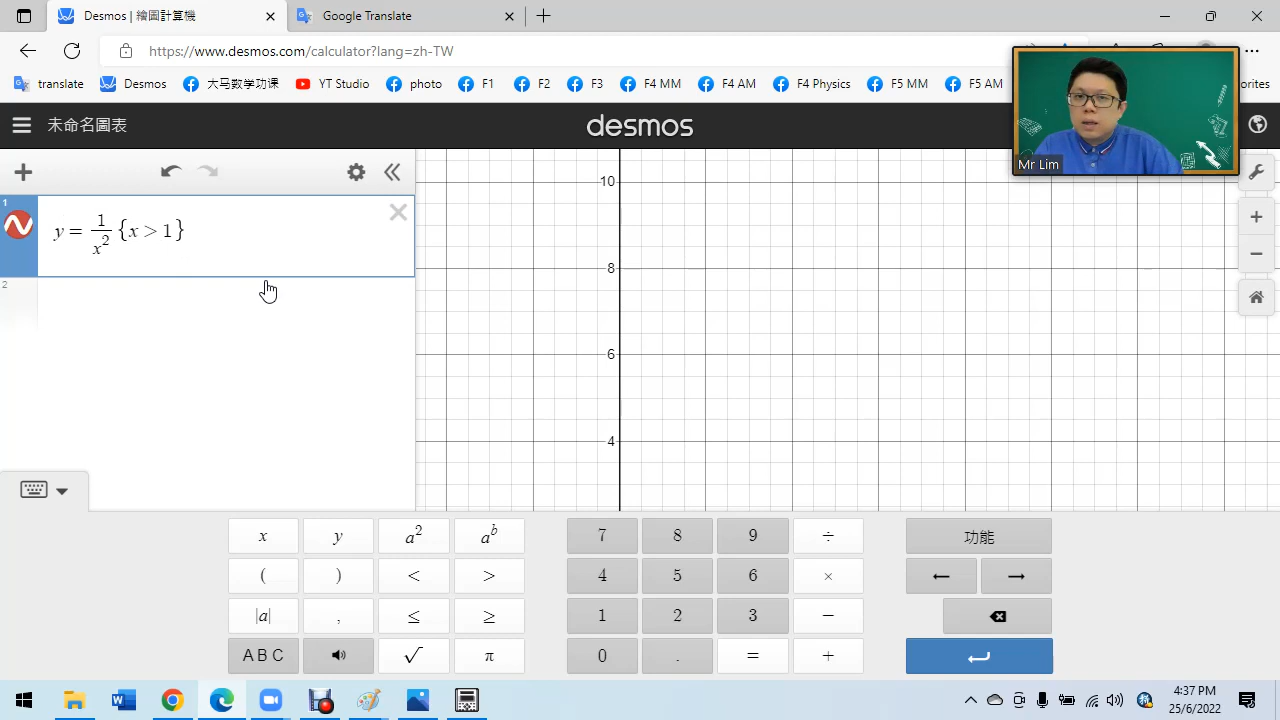 Desmos | 繪圖計算機
Google Translate
https://www.desmos.com/calculator?lang=zh-TW
translate
Desmos
大马数学功课
YT Studio
photo
F1
F2
F3
F4 MM
F4 AM
F4 Physics
F5 MM
F5 AM
未命名圖表
desmos
Mr Lim
1
y = 1/x² {x > 1}
2
10
8
6
4
x y a² aᵇ 7 8 9 ÷ 功能
( ) < > 4 5 6 × ← →
|a| , ≤ ≥ 1 2 3 −
A B C √ π 0 . = +
4:37 PM
25/6/2022